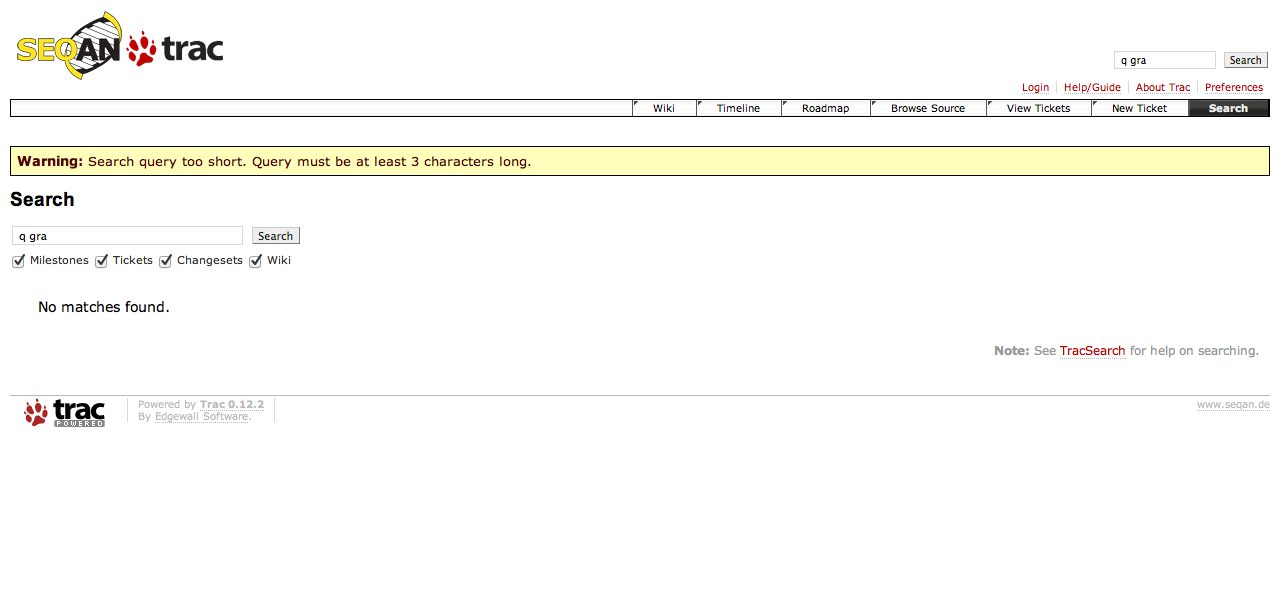 SEQAN trac
q gra Search
Login Help/Guide About Trac Preferences
Wiki Timeline Roadmap Browse Source View Tickets New Ticket Search
Warning: Search query too short. Query must be at least 3 characters long.
Search
q gra Search
Milestones Tickets Changesets Wiki
No matches found.
Note: See TracSearch for help on searching.
trac POWERED
Powered by Trac 0.12.2
By Edgewall Software.
www.seqan.de